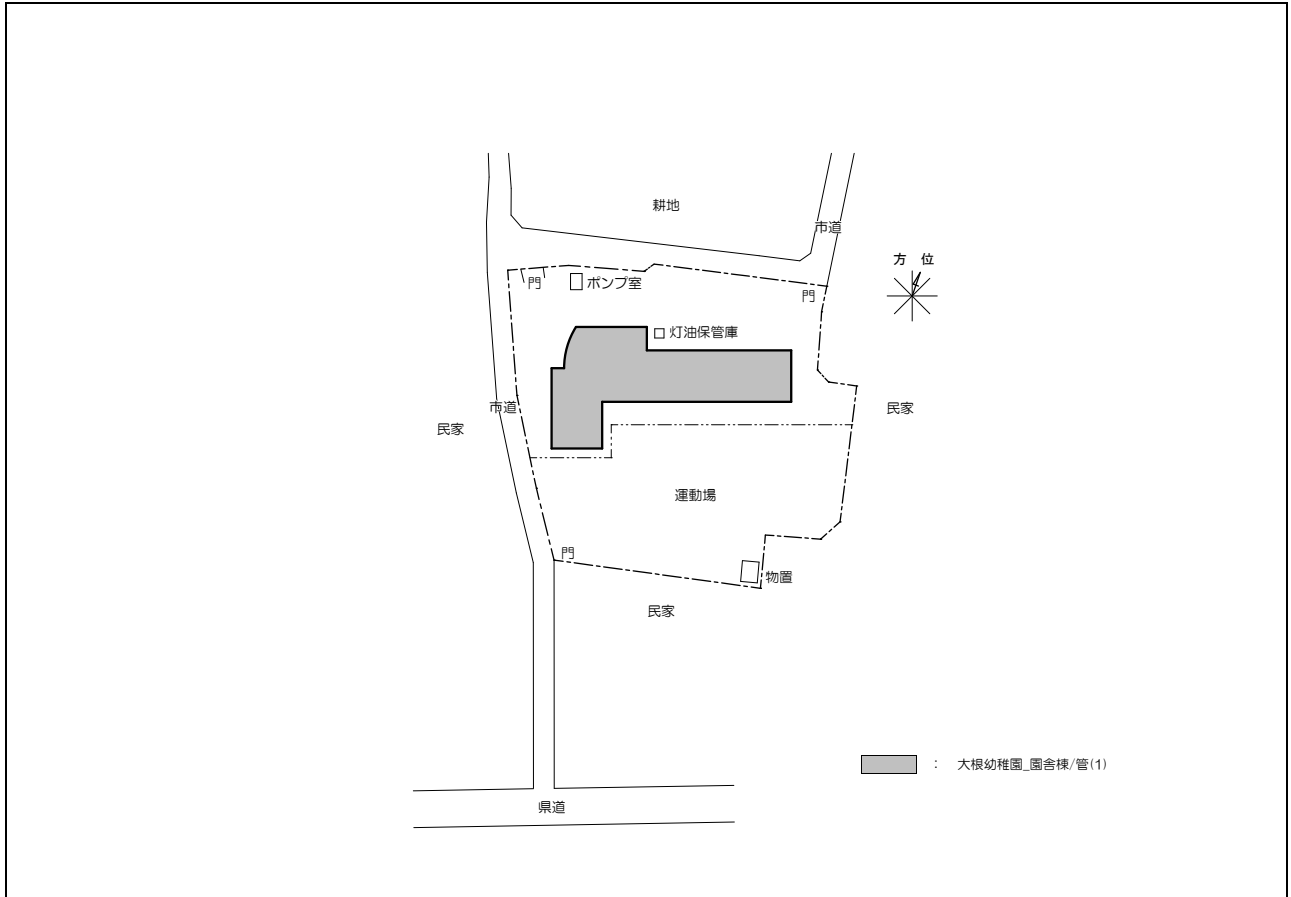 耕地
市道
方 位
門
ポンプ室
門
灯油保管庫
市道
民家
民家
運動場
門
物置
民家
： 大根幼稚園_園舎棟/管(1)
県道